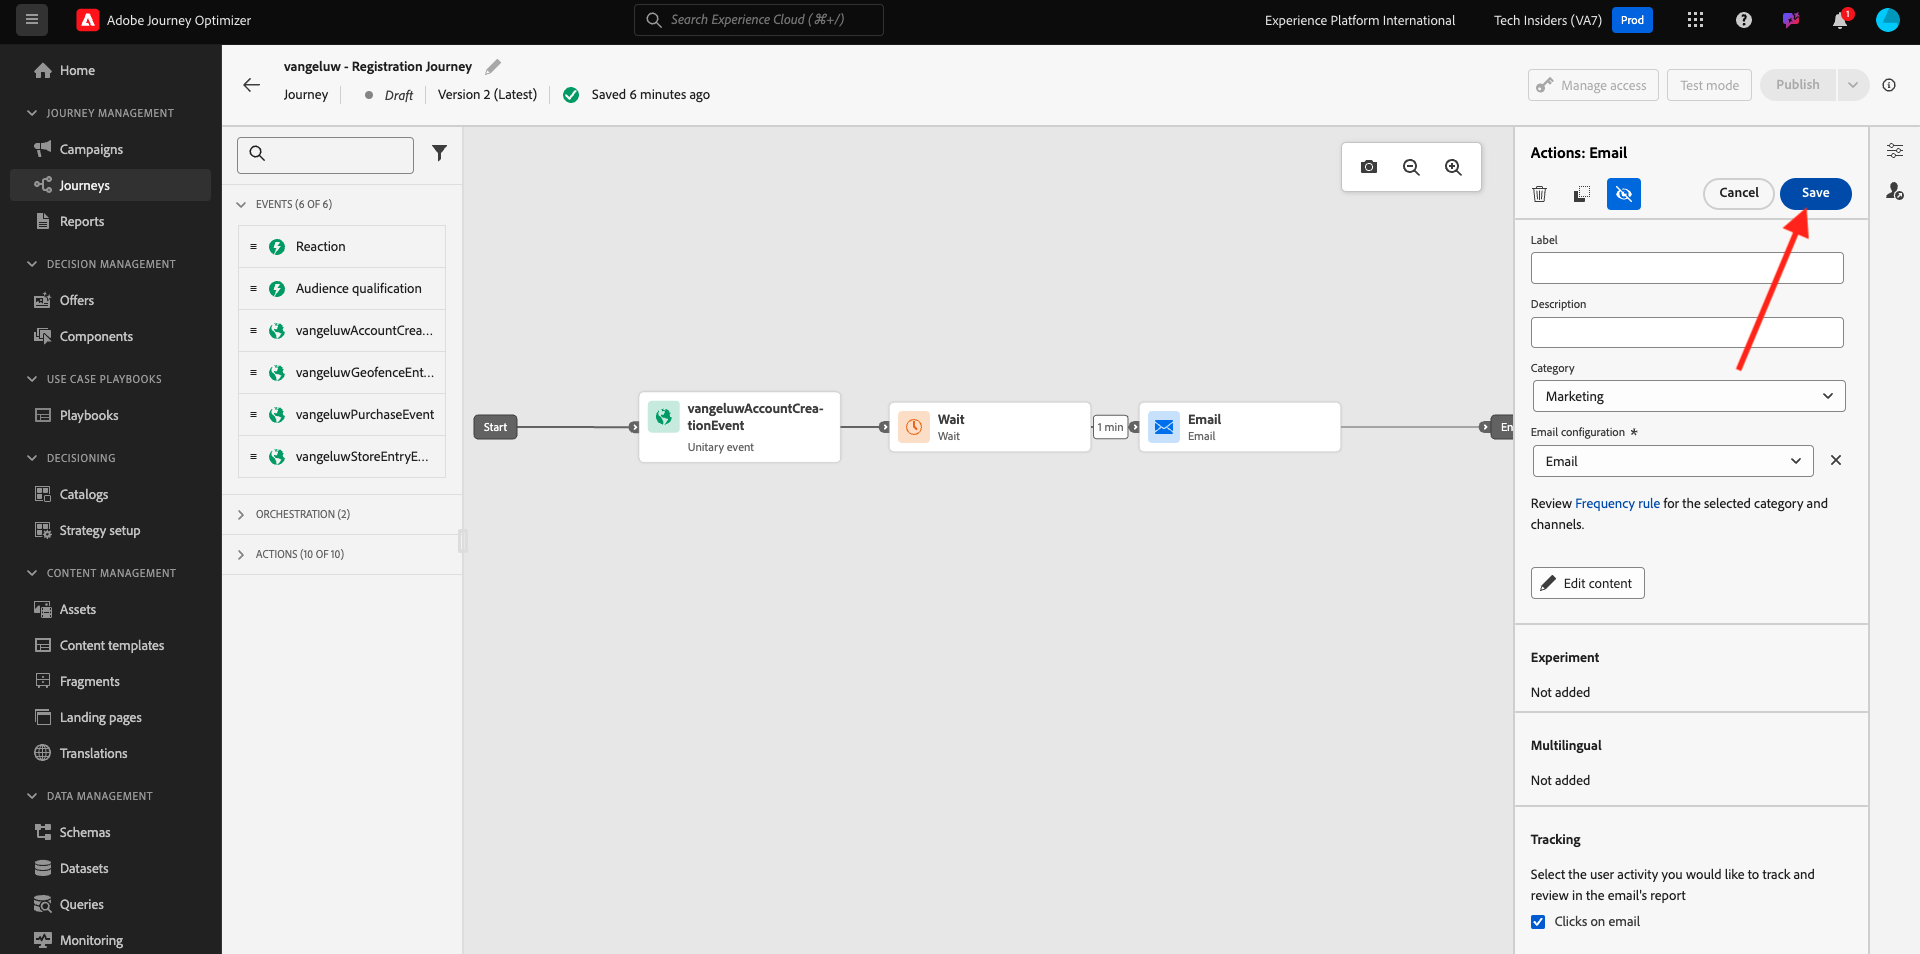 Adobe Journey Optimizer
Search Experience Cloud (⌘+/)
Experience Platform International
Tech Insiders (VA7)
Prod
1
Home
JOURNEY MANAGEMENT
Campaigns
Journeys
Reports
DECISION MANAGEMENT
Offers
Components
USE CASE PLAYBOOKS
Playbooks
DECISIONING
Catalogs
Strategy setup
CONTENT MANAGEMENT
Assets
Content templates
Fragments
Landing pages
Translations
DATA MANAGEMENT
Schemas
Datasets
Queries
Monitoring
vangeluw - Registration Journey
Journey
Draft
Version 2 (Latest)
Saved 6 minutes ago
Manage access
Test mode
Publish
EVENTS (6 OF 6)
Reaction
Audience qualification
vangeluwAccountCrea...
vangeluwGeofenceEnt...
vangeluwPurchaseEvent
vangeluwStoreEntryE...
ORCHESTRATION (2)
ACTIONS (10 OF 10)
Start
vangeluwAccountCrea-
tionEvent
Unitary event
Wait
Wait
1 min
Email
Email
En
Actions: Email
Cancel
Save
Label
Description
Category
Marketing
Email configuration *
Email
Review Frequency rule for the selected category and
channels.
Edit content
Experiment
Not added
Multilingual
Not added
Tracking
Select the user activity you would like to track and
review in the email's report
Clicks on email